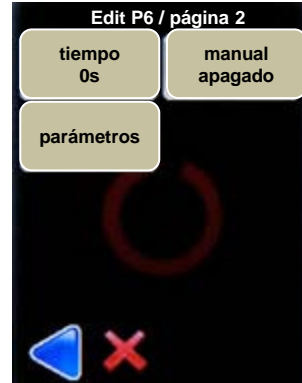 Edit P6 / página 2
tiempo
0s
manual
apagado
parámetros